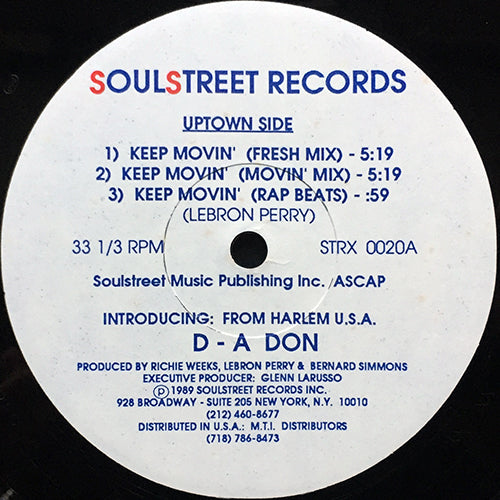 SOULSTREET RECORDS
UPTOWN SIDE
1) KEEP MOVIN' (FRESH MIX) - 5:19
2) KEEP MOVIN' (MOVIN' MIX) - 5:19
3) KEEP MOVIN' (RAP BEATS) - :59
(LEBRON PERRY)
33 1/3 RPM STRX 0020A
Soulstreet Music Publishing Inc. /ASCAP
INTRODUCING: FROM HARLEM U.S.A.
D - A DON
PRODUCED BY RICHIE WEEKS, LEBRON PERRY & BERNARD SIMMONS
EXECUTIVE PRODUCER: GLENN LARUSSO
℗ 1989 SOULSTREET RECORDS INC.
928 BROADWAY - SUITE 205 NEW YORK, N.Y. 10010
(212) 460-8677
DISTRIBUTED IN U.S.A.: M.T.I. DISTRIBUTORS
(718) 786-8473